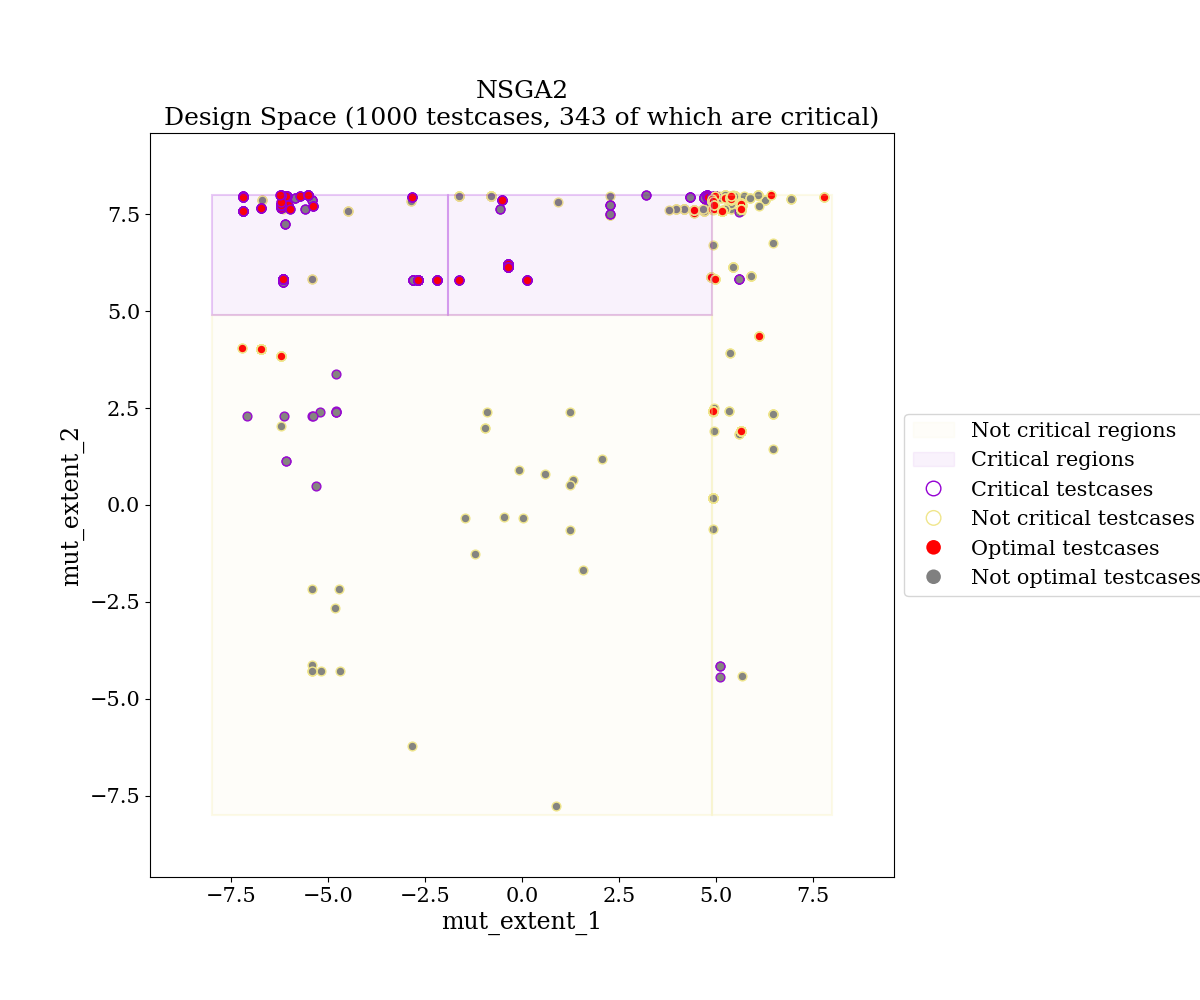 NSGA2
Design Space (1000 testcases, 343 of which are critical)
7.5
5.0
2.5
0.0
−2.5
−5.0
−7.5
mut_extent_2
−7.5
−5.0
−2.5
0.0
2.5
5.0
7.5
mut_extent_1
Not critical regions
Critical regions
Critical testcases
Not critical testcases
Optimal testcases
Not optimal testcases